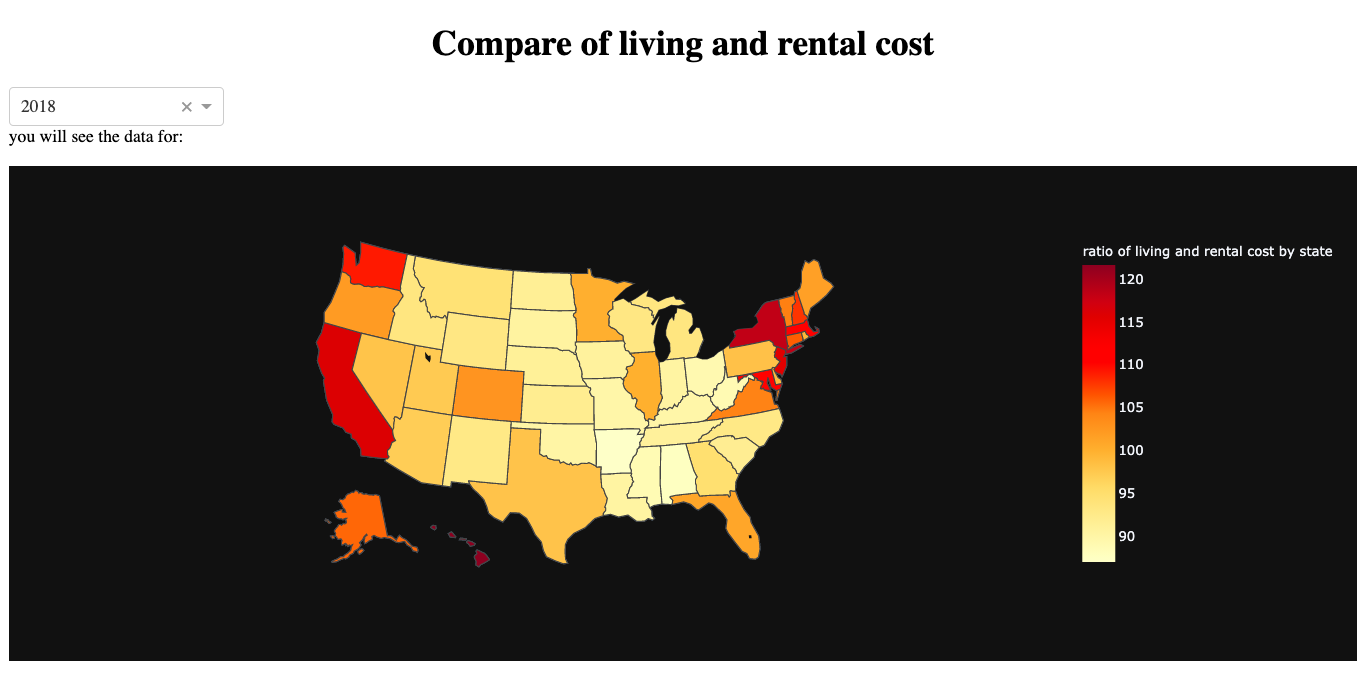 Compare of living and rental cost
2018
you will see the data for:
ratio of living and rental cost by state
120
115
110
105
100
95
90